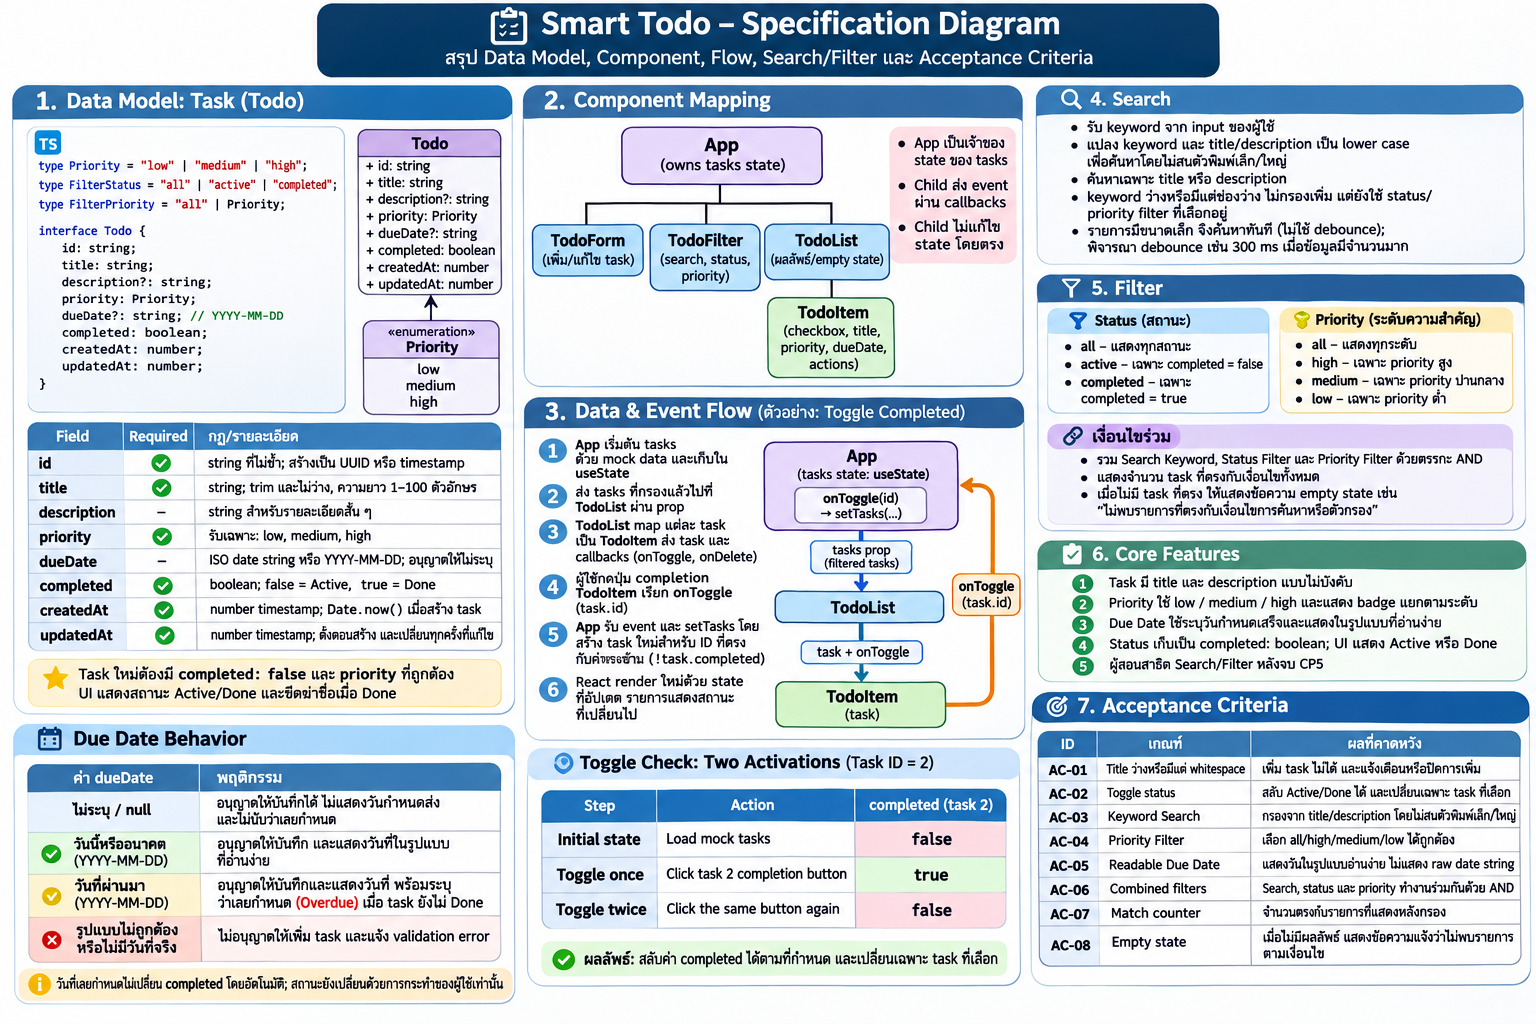 Smart Todo – Specification Diagram
สรุป Data Model, Component, Flow, Search/Filter และ Acceptance Criteria
1. Data Model: Task (Todo)
TS
type Priority = "low" | "medium" | "high";
type FilterStatus = "all" | "active" | "completed";
type FilterPriority = "all" | Priority;
interface Todo {
id: string;
title: string;
description?: string;
priority: Priority;
dueDate?: string; // YYYY-MM-DD
completed: boolean;
createdAt: number;
updatedAt: number;
}
Todo
+ id: string
+ title: string
+ description?: string
+ priority: Priority
+ dueDate?: string
+ completed: boolean
+ createdAt: number
+ updatedAt: number
«enumeration»
Priority
low
medium
high
Field Required กฎ/รายละเอียด
id string ที่ไม่ซ้ำ; สร้างเป็น UUID หรือ timestamp
title string; trim และไม่ว่าง, ความยาว 1–100 ตัวอักษร
description – string สำหรับรายละเอียดสั้น ๆ
priority รับเฉพาะ: low, medium, high
dueDate – ISO date string หรือ YYYY-MM-DD; อนุญาตให้ไม่ระบุ
completed boolean; false = Active, true = Done
createdAt number timestamp; Date.now() เมื่อสร้าง task
updatedAt number timestamp; ตั้งตอนสร้าง และเปลี่ยนทุกครั้งที่แก้ไข
Task ใหม่ต้องมี completed: false และ priority ที่ถูกต้อง
UI แสดงสถานะ Active/Done และขีดฆ่าชื่อเมื่อ Done
Due Date Behavior
ค่า dueDate พฤติกรรม
ไม่ระบุ / null
อนุญาตให้บันทึกได้ ไม่แสดงวันกำหนดส่ง
และไม่นับว่าเลยกำหนด
วันนี้หรืออนาคต
(YYYY-MM-DD)
อนุญาตให้บันทึก และแสดงวันที่ในรูปแบบ
ที่อ่านง่าย
วันที่ผ่านมา
(YYYY-MM-DD)
อนุญาตให้บันทึกและแสดงวันที่ พร้อมระบุ
ว่าเลยกำหนด (Overdue) เมื่อ task ยังไม่ Done
รูปแบบไม่ถูกต้อง
หรือไม่มีวันที่จริง
ไม่อนุญาตให้เพิ่ม task และแจ้ง validation error
วันที่เลยกำหนดไม่เปลี่ยน completed โดยอัตโนมัติ; สถานะยังเปลี่ยนด้วยการกระทำของผู้ใช้เท่านั้น
2. Component Mapping
App
(owns tasks state)
TodoForm
(เพิ่ม/แก้ไข task)
TodoFilter
(search, status,
priority)
TodoList
(ผลลัพธ์/empty state)
TodoItem
(checkbox, title,
priority, dueDate,
actions)
• App เป็นเจ้าของ
state ของ tasks
• Child ส่ง event
ผ่าน callbacks
• Child ไม่แก้ไข
state โดยตรง
3. Data & Event Flow (ตัวอย่าง: Toggle Completed)
1 App เริ่มต้น tasks
ด้วย mock data และเก็บใน
useState
2 ส่ง tasks ที่กรองแล้วไปที่
TodoList ผ่าน prop
3 TodoList map แต่ละ task
เป็น TodoItem ส่ง task และ
callbacks (onToggle, onDelete)
4 ผู้ใช้กดปุ่ม completion
TodoItem เรียก onToggle
(task.id)
5 App รับ event และ setTasks โดย
สร้าง task ใหม่สำหรับ ID ที่ตรง
กับค่าตรงข้าม (!task.completed)
6 React render ใหม่ด้วย state
ที่อัปเดต รายการแสดงสถานะ
ที่เปลี่ยนไป
App
(tasks state: useState)
onToggle(id)
→ setTasks(...)
tasks prop
(filtered tasks)
TodoList
task + onToggle
TodoItem
(task)
onToggle
(task.id)
Toggle Check: Two Activations (Task ID = 2)
Step Action completed (task 2)
Initial state Load mock tasks false
Toggle once Click task 2 completion button true
Toggle twice Click the same button again false
ผลลัพธ์: สลับค่า completed ได้ตามที่กำหนด และเปลี่ยนเฉพาะ task ที่เลือก
4. Search
• รับ keyword จาก input ของผู้ใช้
• แปลง keyword และ title/description เป็น lower case
เพื่อค้นหาโดยไม่สนตัวพิมพ์เล็ก/ใหญ่
• ค้นหาเฉพาะ title หรือ description
• keyword ว่างหรือมีแต่ช่องว่าง ไม่กรองเพิ่ม แต่ยังใช้ status/
priority filter ที่เลือกอยู่
• รายการมีขนาดเล็ก จึงค้นหาทันที (ไม่ใช้ debounce);
พิจารณา debounce เช่น 300 ms เมื่อข้อมูลมีจำนวนมาก
5. Filter
Status (สถานะ)
• all – แสดงทุกสถานะ
• active – เฉพาะ completed = false
• completed – เฉพาะ
completed = true
Priority (ระดับความสำคัญ)
• all – แสดงทุกระดับ
• high – เฉพาะ priority สูง
• medium – เฉพาะ priority ปานกลาง
• low – เฉพาะ priority ต่ำ
เงื่อนไขร่วม
• รวม Search Keyword, Status Filter และ Priority Filter ด้วยตรรกะ AND
• แสดงจำนวน task ที่ตรงกับเงื่อนไขทั้งหมด
• เมื่อไม่มี task ที่ตรง ให้แสดงข้อความ empty state เช่น
“ไม่พบรายการที่ตรงกับเงื่อนไขการค้นหาหรือตัวกรอง”
6. Core Features
1 Task มี title และ description แบบไม่บังคับ
2 Priority ใช้ low / medium / high และแสดง badge แยกตามระดับ
3 Due Date ใช้ระบุวันกำหนดเสร็จและแสดงในรูปแบบที่อ่านง่าย
4 Status เก็บเป็น completed: boolean; UI แสดง Active หรือ Done
5 ผู้สอนสาธิต Search/Filter หลังจบ CP5
7. Acceptance Criteria
ID เกณฑ์ ผลที่คาดหวัง
AC-01 Title ว่างหรือมีแต่ whitespace เพิ่ม task ไม่ได้ และแจ้งเตือนหรือปิดการเพิ่ม
AC-02 Toggle status สลับ Active/Done ได้ และเปลี่ยนเฉพาะ task ที่เลือก
AC-03 Keyword Search กรองจาก title/description โดยไม่สนตัวพิมพ์เล็ก/ใหญ่
AC-04 Priority Filter เลือก all/high/medium/low ได้ถูกต้อง
AC-05 Readable Due Date แสดงวันในรูปแบบอ่านง่าย ไม่แสดง raw date string
AC-06 Combined filters Search, status และ priority ทำงานร่วมกันด้วย AND
AC-07 Match counter จำนวนตรงกับรายการที่แสดงหลังกรอง
AC-08 Empty state เมื่อไม่มีผลลัพธ์ แสดงข้อความแจ้งว่าไม่พบรายการ
ตามเงื่อนไข